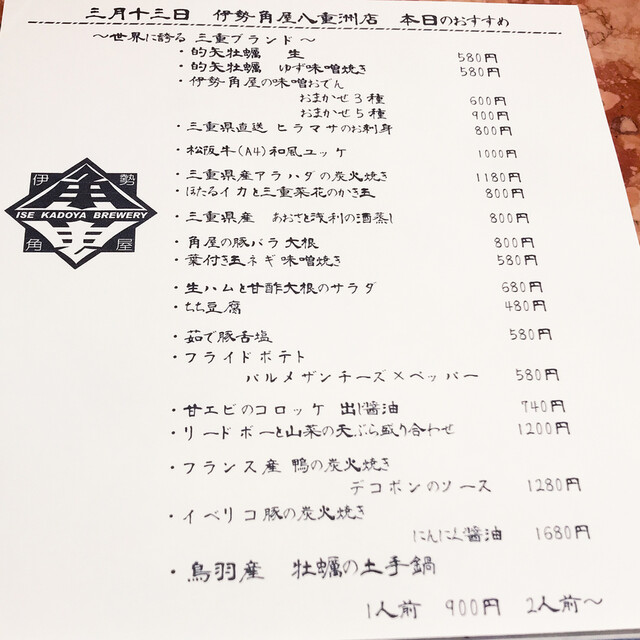 三月十三日 伊勢角屋八重洲店 本日のおすすめ
～世界に誇る 三重ブランド～
・的矢牡蠣 生 580円
・的矢牡蠣 ゆず味噌焼き 580円
・伊勢角屋の味噌おでん
おまかせ3種 600円
おまかせ5種 900円
・三重県直送 ヒラマサのお刺身 800円
・松阪牛(A4)和風ユッケ 1000円
・三重県産アラハダの炭火焼き 1180円
・ほたるイカと三重菜花のかき玉 800円
・三重県産 あおさと浅利の酒蒸し 800円
・角屋の豚バラ大根 800円
・葉付き玉ネギ味噌焼き 580円
・生ハムと甘酢大根のサラダ 680円
・もち豆腐 480円
・茹で豚舌塩 580円
・フライドポテト
パルメザンチーズ×ペッパー 580円
・甘エビのコロッケ 出し醤油 740円
・リードボーと山菜の天ぷら盛り合わせ 1200円
・フランス産 鴨の炭火焼き
デコポンのソース 1280円
・イベリコ豚の炭火焼き
にんにく醤油 1680円
・鳥羽産 牡蠣の土手鍋
1人前 900円 2人前～
伊勢
角屋
ISE KADOYA BREWERY
角屋